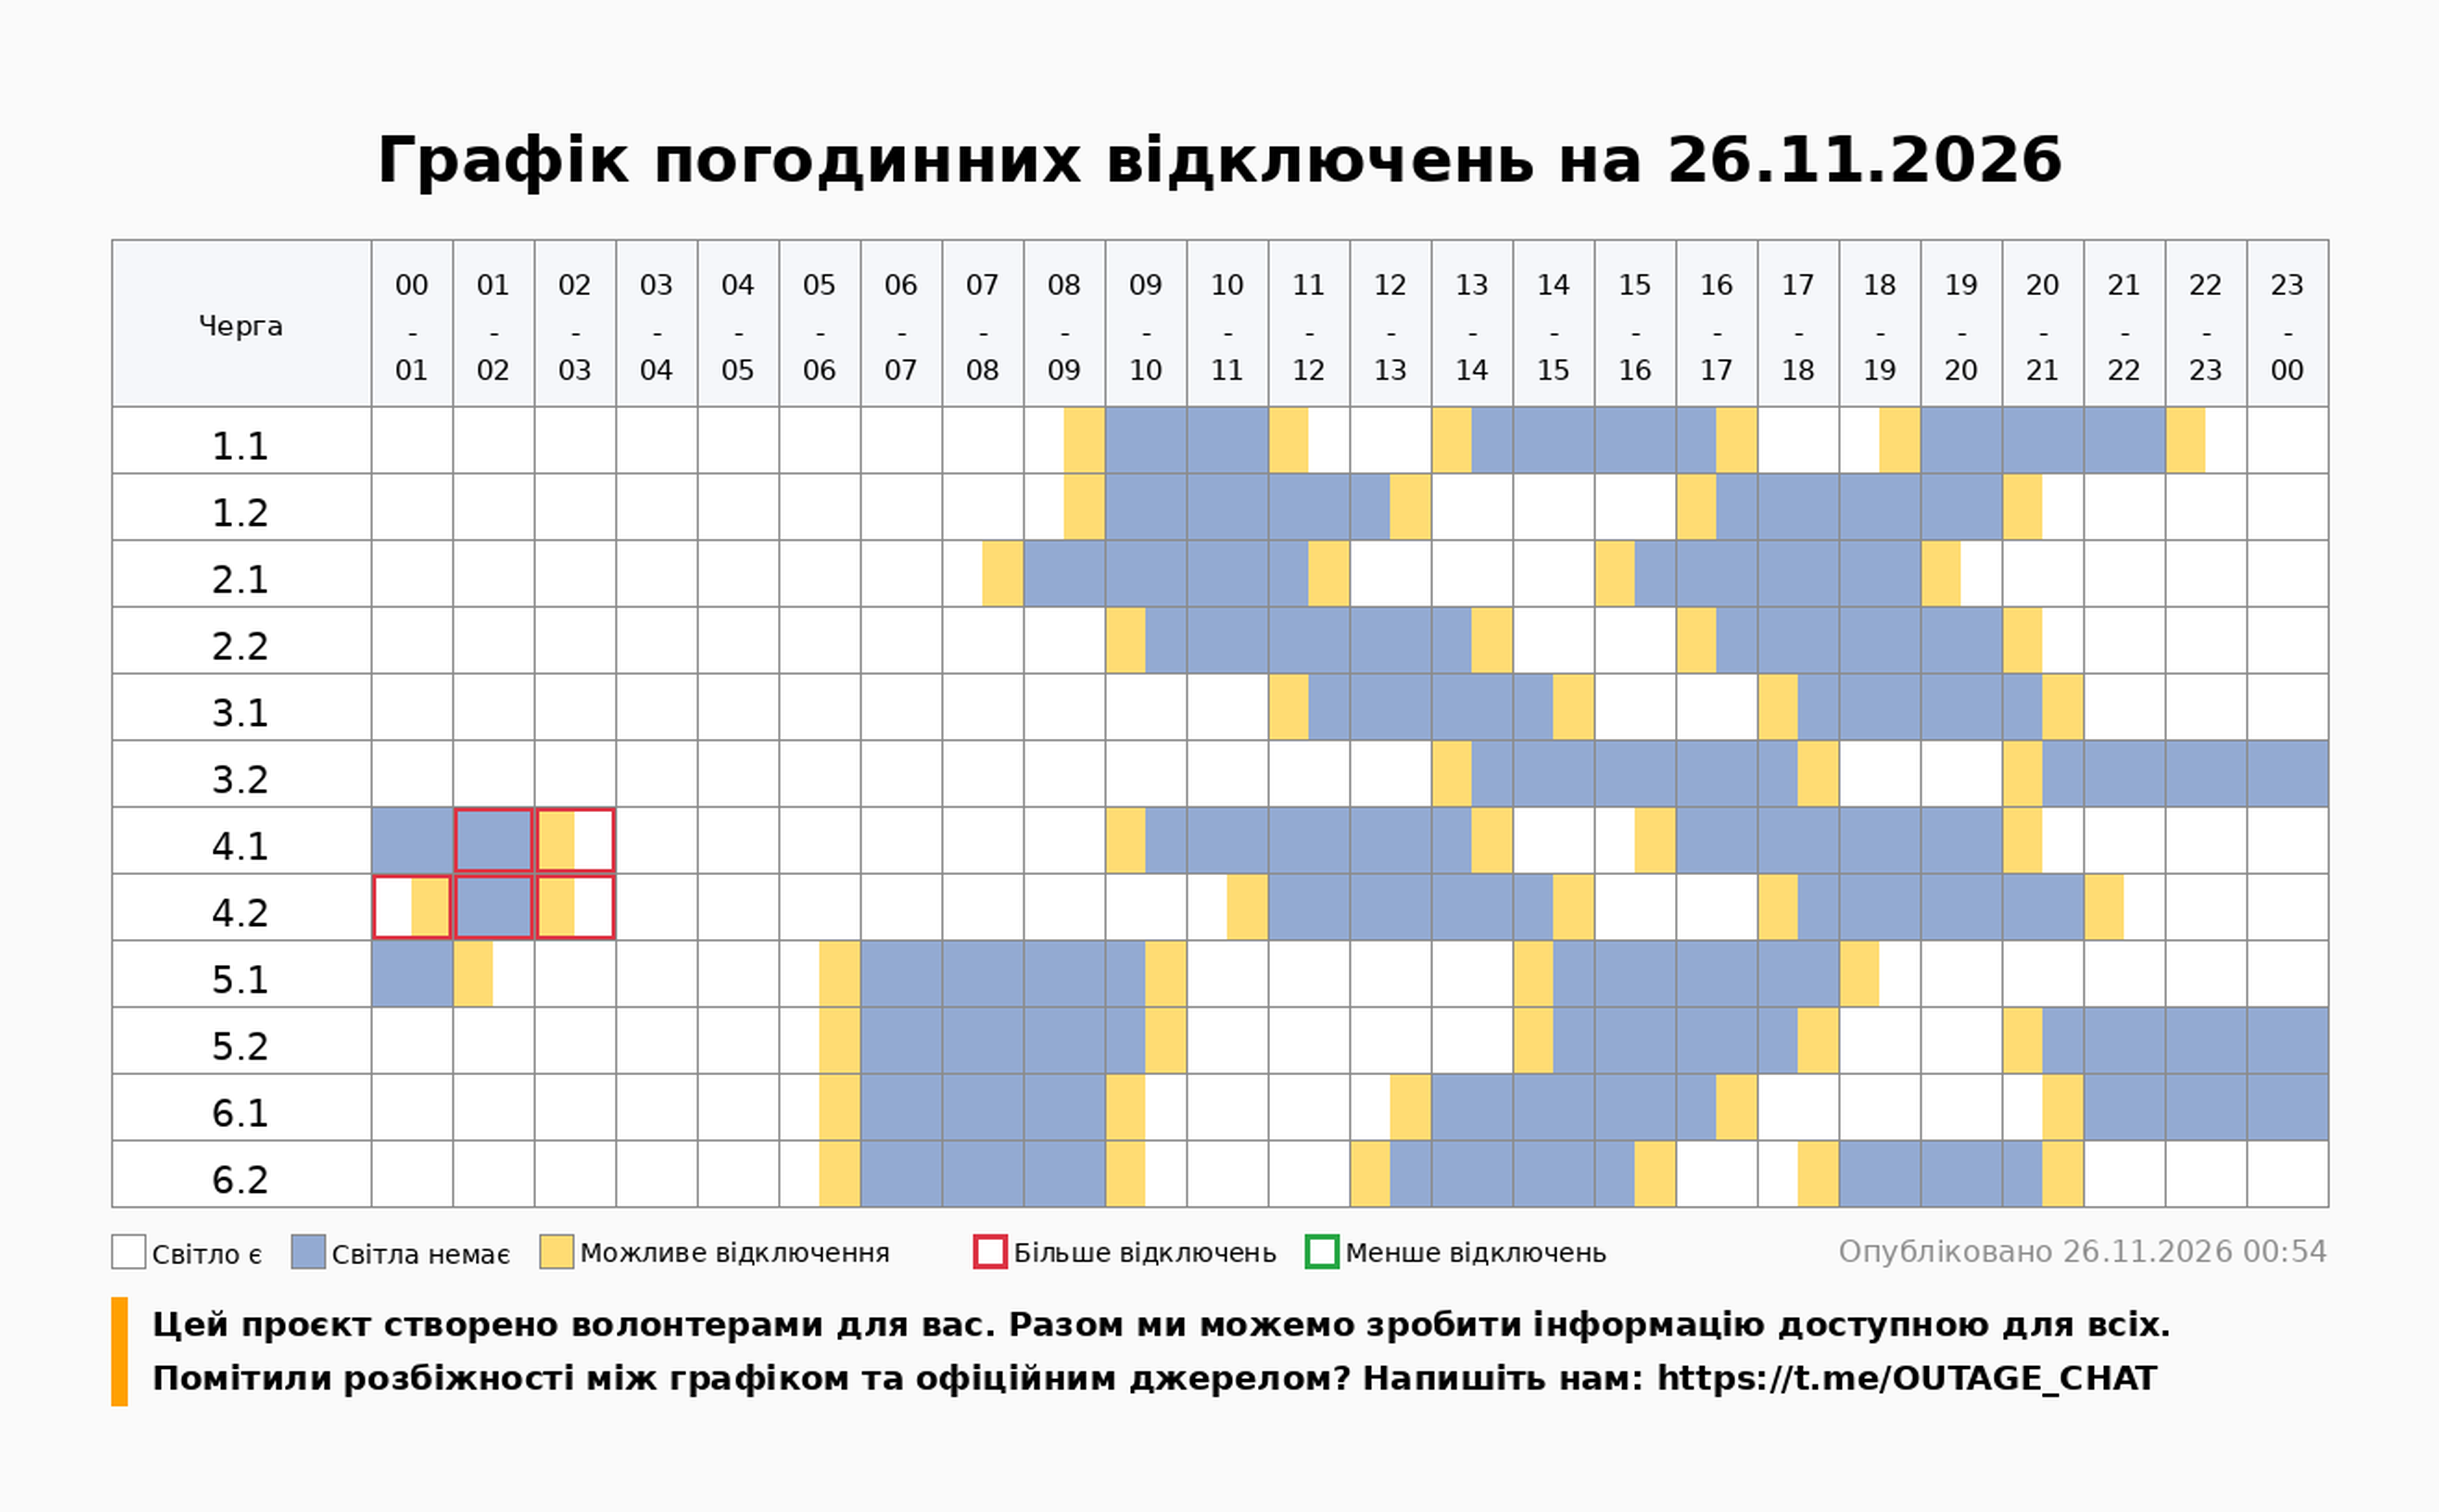 Графік погодинних відключень на 26.11.2026
Черга 00 - 01 01 - 02 02 - 03 03 - 04 04 - 05 05 - 06 06 - 07 07 - 08 08 - 09 09 - 10 10 - 11 11 - 12 12 - 13 13 - 14 14 - 15 15 - 16 16 - 17 17 - 18 18 - 19 19 - 20 20 - 21 21 - 22 22 - 23 23 - 00
1.1
1.2
2.1
2.2
3.1
3.2
4.1
4.2
5.1
5.2
6.1
6.2
Світло є Світла немає Можливе відключення Більше відключень Менше відключень Опубліковано 26.11.2026 00:54
Цей проєкт створено волонтерами для вас. Разом ми можемо зробити інформацію доступною для всіх.
Помітили розбіжності між графіком та офіційним джерелом? Напишіть нам: https://t.me/OUTAGE_CHAT